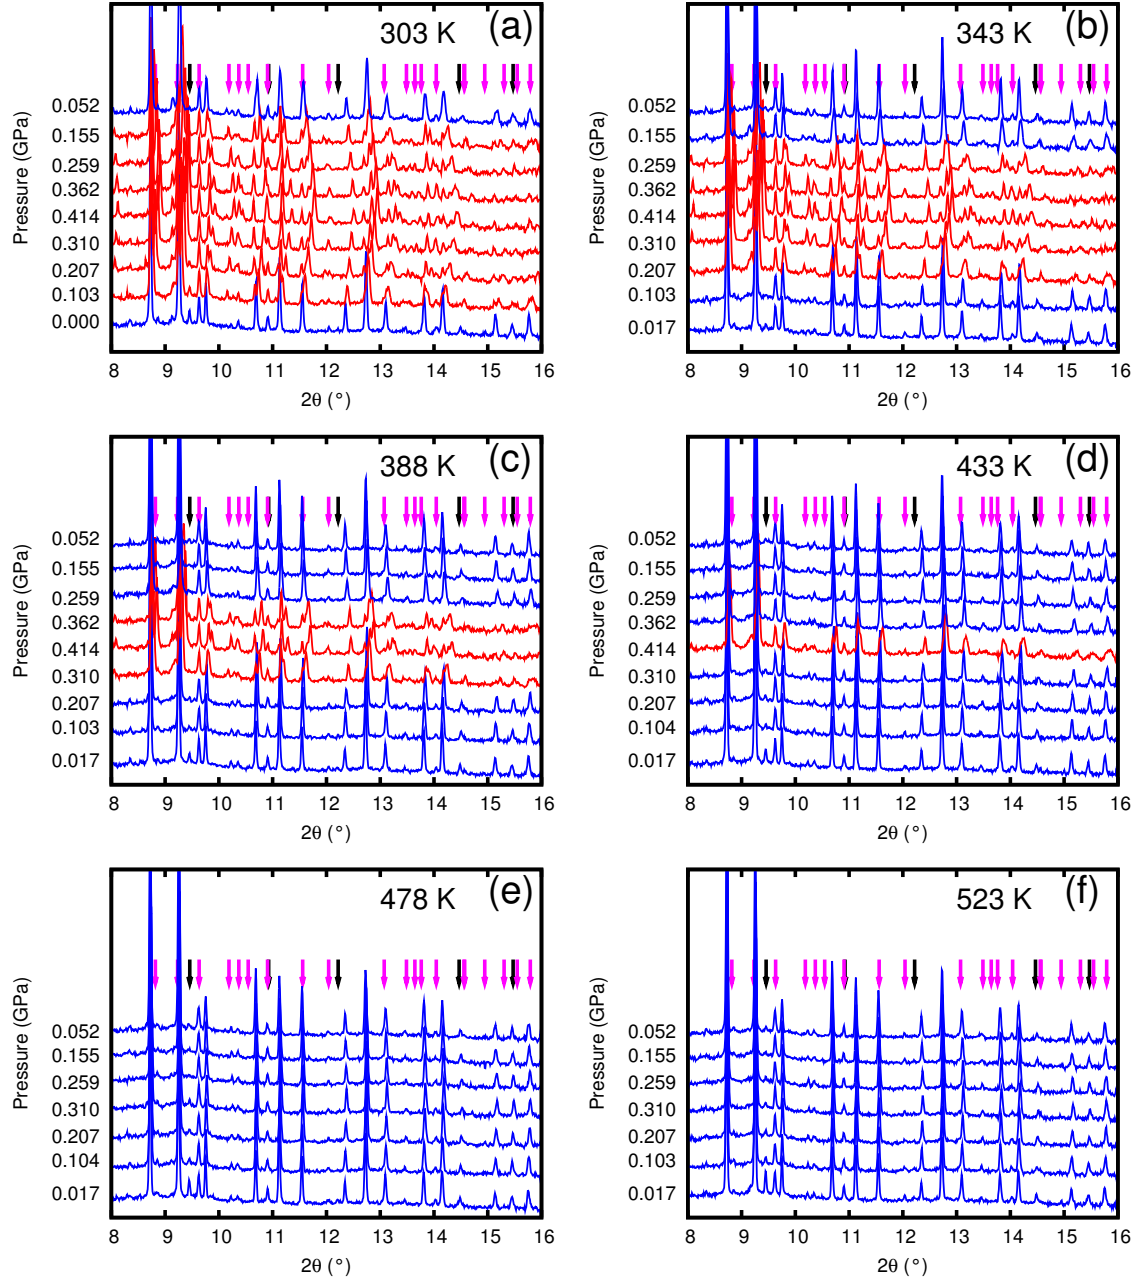 303 K
(a)
Pressure (GPa)
0.052
0.155
0.259
0.362
0.414
0.310
0.207
0.103
0.000
8 9 10 11 12 13 14 15 16
2θ (°)
343 K
(b)
Pressure (GPa)
0.052
0.155
0.259
0.362
0.414
0.310
0.207
0.103
0.017
8 9 10 11 12 13 14 15 16
2θ (°)
388 K
(c)
Pressure (GPa)
0.052
0.155
0.259
0.362
0.414
0.310
0.207
0.103
0.017
8 9 10 11 12 13 14 15 16
2θ (°)
433 K
(d)
Pressure (GPa)
0.052
0.155
0.259
0.362
0.414
0.310
0.207
0.104
0.017
8 9 10 11 12 13 14 15 16
2θ (°)
478 K
(e)
Pressure (GPa)
0.052
0.155
0.259
0.310
0.207
0.104
0.017
8 9 10 11 12 13 14 15 16
2θ (°)
523 K
(f)
Pressure (GPa)
0.052
0.155
0.259
0.310
0.207
0.103
0.017
8 9 10 11 12 13 14 15 16
2θ (°)